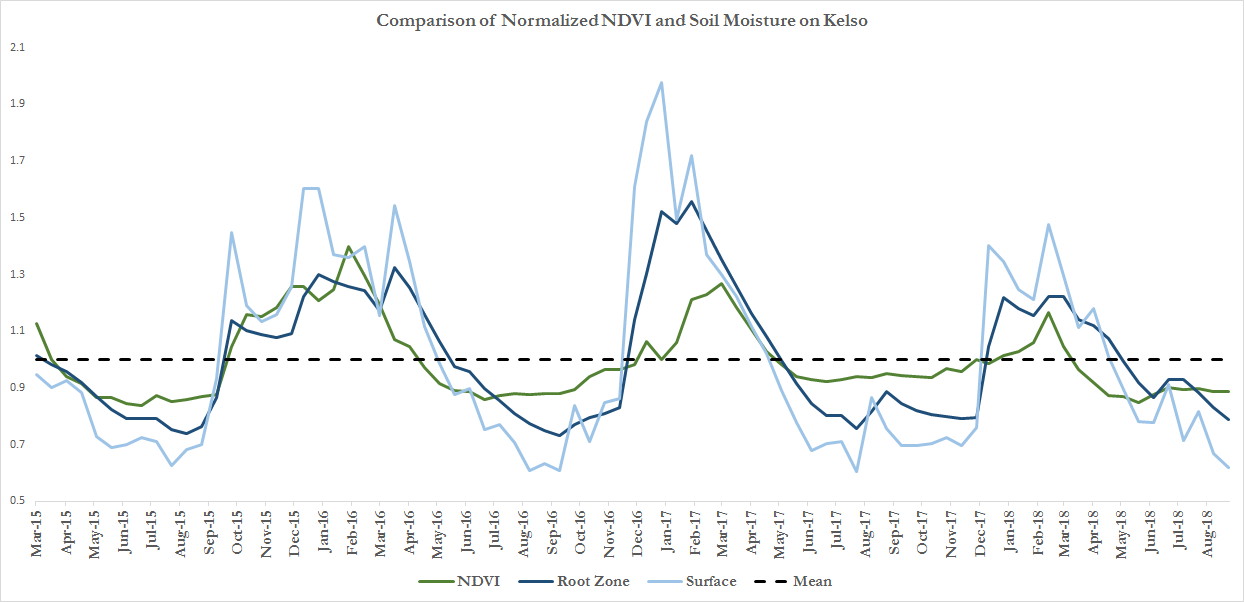 Comparison of Normalized NDVI and Soil Moisture on Kelso
2.1
1.9
1.7
1.5
1.3
1.1
0.9
0.7
0.5
Mar-15
Apr-15
May-15
Jun-15
Jul-15
Aug-15
Sep-15
Oct-15
Nov-15
Dec-15
Jan-16
Feb-16
Mar-16
Apr-16
May-16
Jun-16
Jul-16
Aug-16
Sep-16
Oct-16
Nov-16
Dec-16
Jan-17
Feb-17
Mar-17
Apr-17
May-17
Jun-17
Jul-17
Aug-17
Sep-17
Oct-17
Nov-17
Dec-17
Jan-18
Feb-18
Mar-18
Apr-18
May-18
Jun-18
Jul-18
Aug-18
NDVI Root Zone Surface Mean